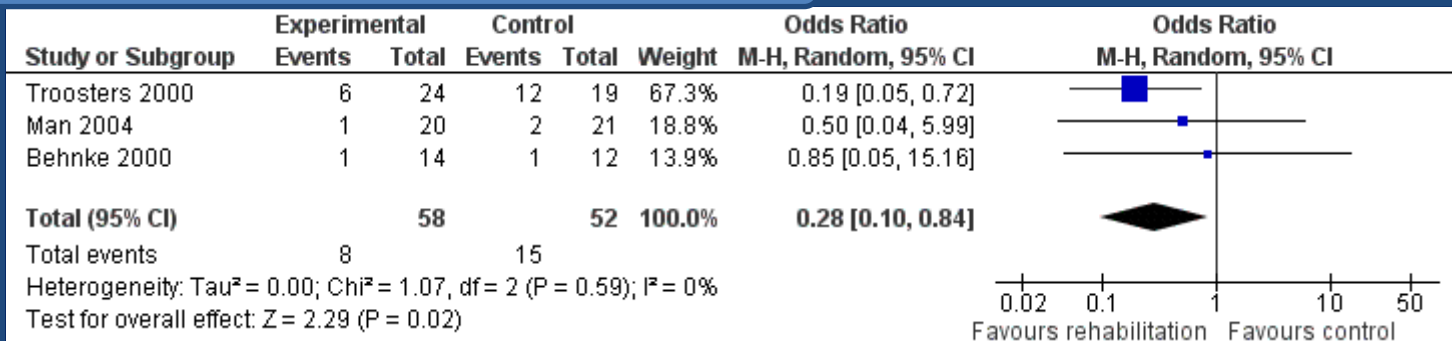 Experimental Control Odds Ratio Odds Ratio
Study or Subgroup Events Total Events Total Weight M-H, Random, 95% CI M-H, Random, 95% CI
Troosters 2000 6 24 12 19 67.3% 0.19 [0.05, 0.72]
Man 2004 1 20 2 21 18.8% 0.50 [0.04, 5.99]
Behnke 2000 1 14 1 12 13.9% 0.85 [0.05, 15.16]
Total (95% CI) 58 52 100.0% 0.28 [0.10, 0.84]
Total events 8 15
Heterogeneity: Tau² = 0.00; Chi² = 1.07, df = 2 (P = 0.59); I² = 0%
Test for overall effect: Z = 2.29 (P = 0.02)
0.02 0.1 1 10 50
Favours rehabilitation Favours control